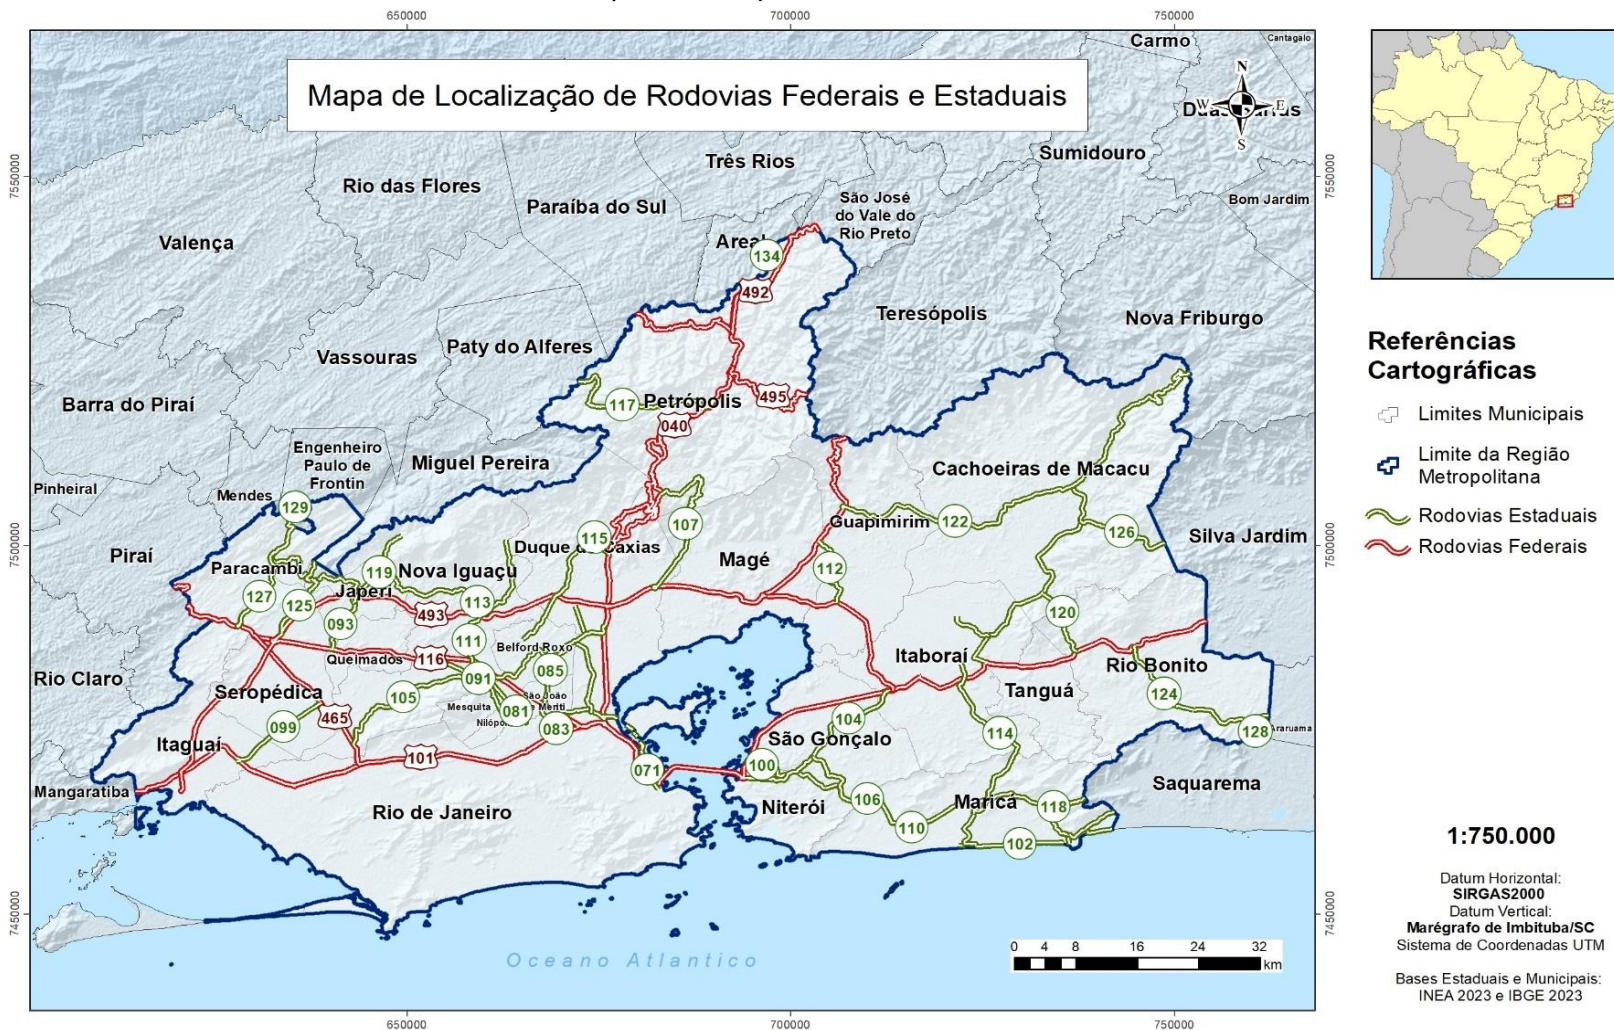 650000
700000
750000
Carmo
Cantagalo
Mapa de Localização de Rodovias Federais e Estaduais
N
W
E
S
7550000
7550000
Três Rios
Sumidouro
Rio das Flores
Paraíba do Sul
São José
do Vale do
Rio Preto
Bom Jardim
Valença
Areal
134
492
Teresópolis
Nova Friburgo
Vassouras
Paty do Alferes
Barra do Piraí
117
Petrópolis
495
040
Engenheiro
Paulo de
Frontin
Miguel Pereira
Cachoeiras de Macacu
Pinheiral
Mendes
129
107
Guapimirim
122
126
Silva Jardim
7500000
7500000
Piraí
115
Duque de Caxias
Magé
Paracambi
119
Nova Iguaçu
112
127
125
Japeri
093
493
113
120
111
Queimados
116
Belford Roxo
Itaboraí
Rio Bonito
Rio Claro
Seropédica
105
091
085
Tanguá
124
Mesquita
081
São João
de Meriti
465
099
083
104
114
128
Araruama
Itaguaí
101
São Gonçalo
071
100
Saquarema
Mangaratiba
Rio de Janeiro
Niterói
106
Maricá
118
110
102
7450000
7450000
Oceano Atlantico
0 4 8 16 24 32
km
650000
700000
750000
Referências
Cartográficas
Limites Municipais
Limite da Região
Metropolitana
Rodovias Estaduais
Rodovias Federais
1:750.000
Datum Horizontal:
SIRGAS2000
Datum Vertical:
Marégrafo de Imbituba/SC
Sistema de Coordenadas UTM
Bases Estaduais e Municipais:
INEA 2023 e IBGE 2023